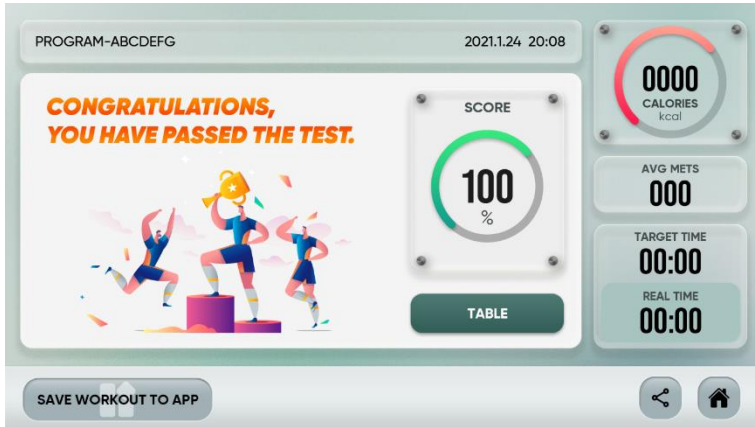 PROGRAM-ABCDEFG
2021.1.24 20:08
CONGRATULATIONS,
YOU HAVE PASSED THE TEST.
SCORE
100
%
TABLE
0000
CALORIES
kcal
AVG METS
000
TARGET TIME
00:00
REAL TIME
00:00
SAVE WORKOUT TO APP